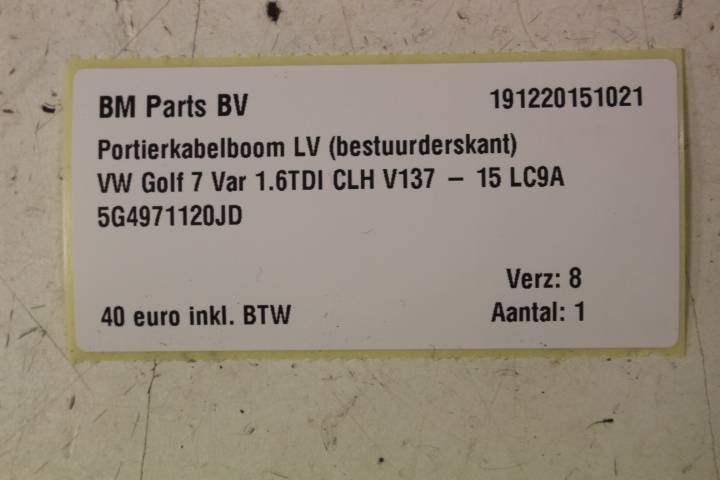 BM Parts BV 191220151021
Portierkabelboom LV (bestuurderskant)
VW Golf 7 Var 1.6TDI CLH V137 – 15 LC9A
5G4971120JD
Verz: 8
40 euro inkl. BTW Aantal: 1